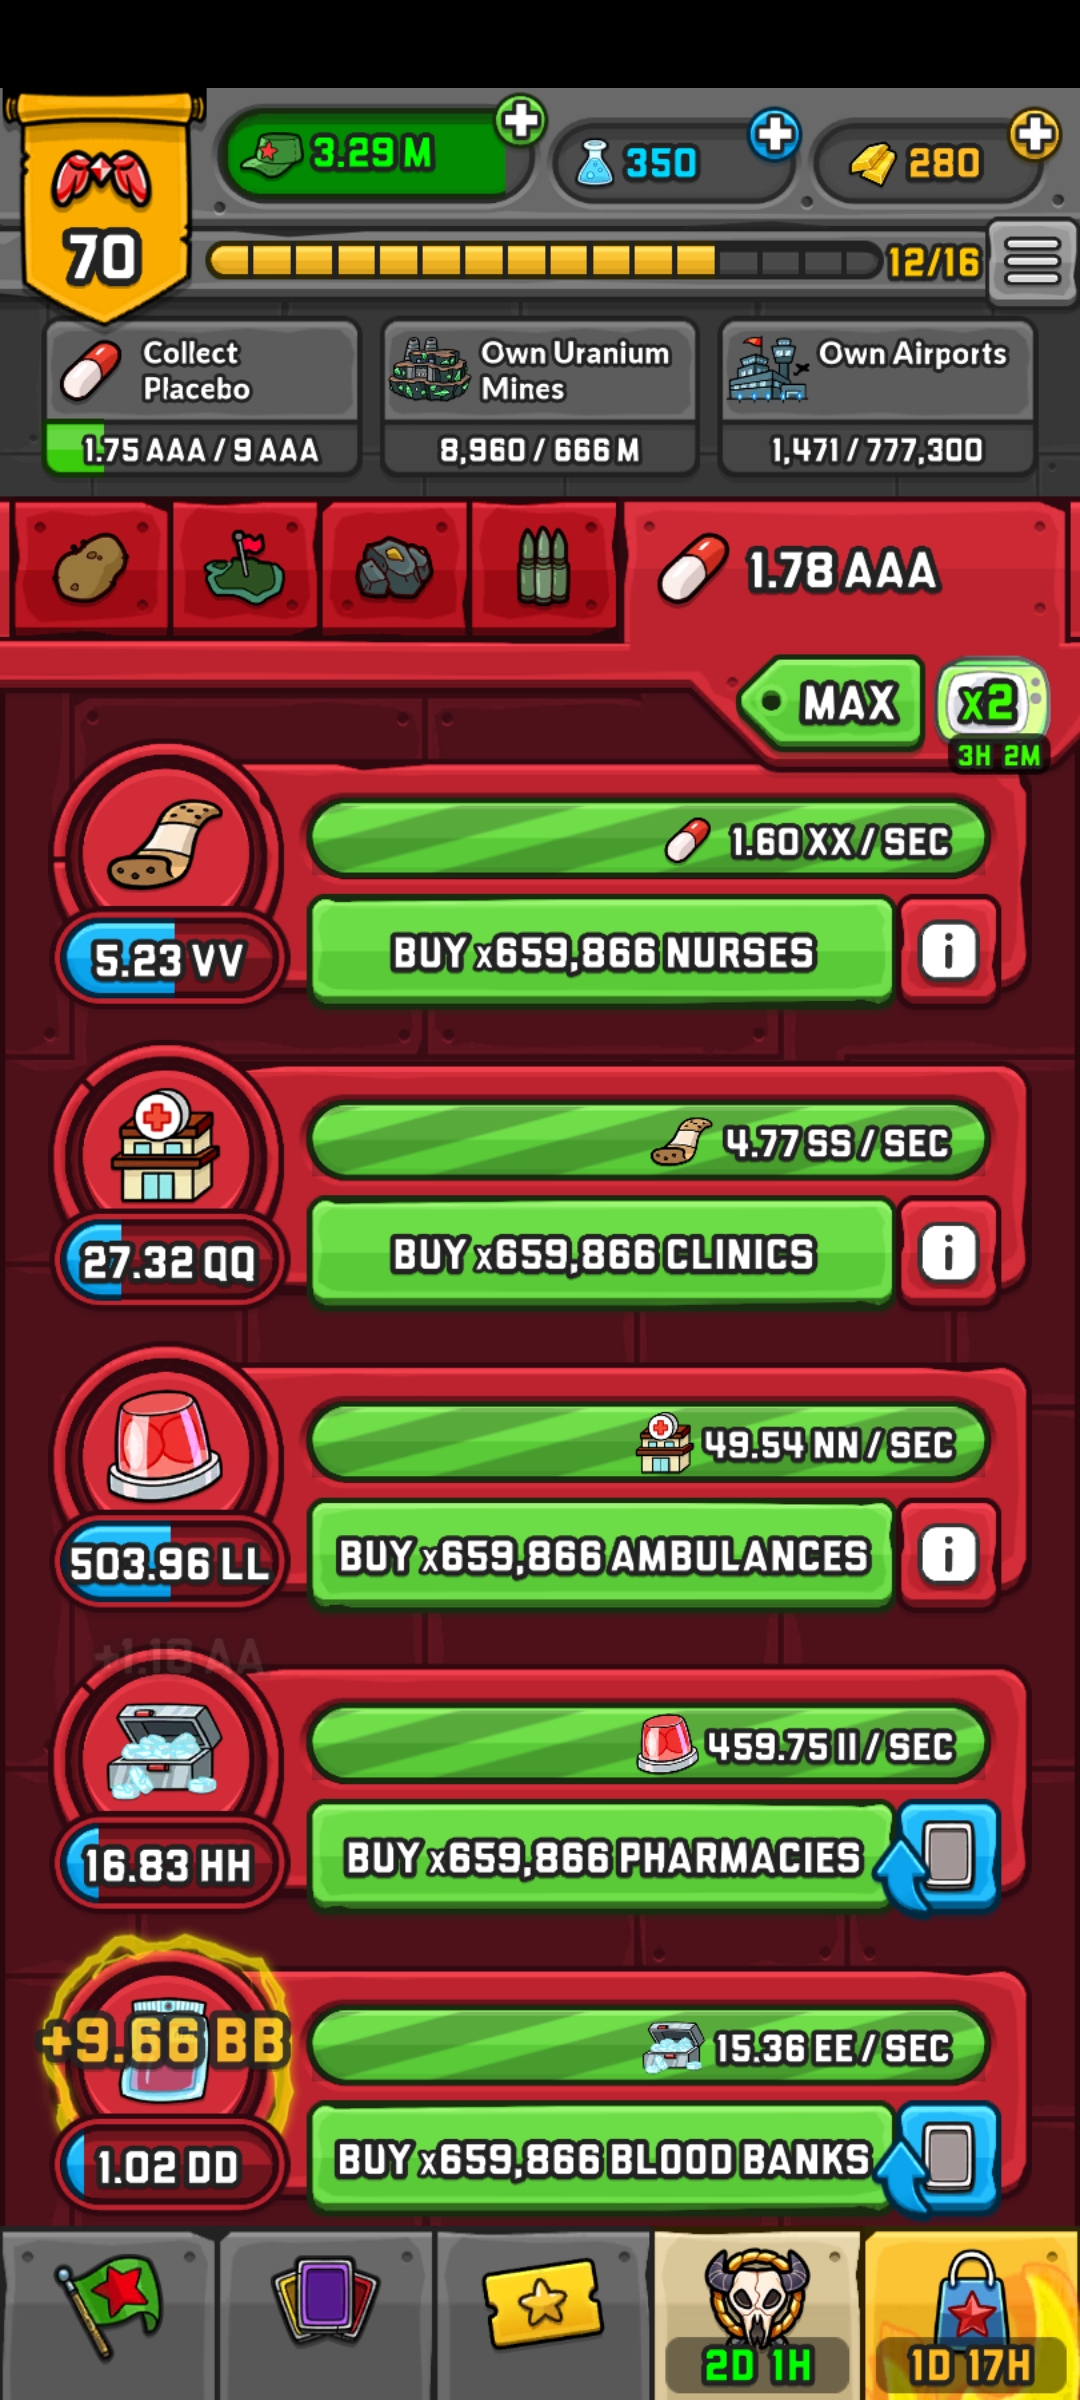 70
3.29 M
350
280
12/16
Collect
Placebo
1.75 AAA / 9 AAA
Own Uranium
Mines
8,960 / 666 M
Own Airports
1,471 / 777,300
1.78 AAA
MAX
x2
3H 2M
1.60 XX / SEC
5.23 VV
BUY x659,866 NURSES
i
4.77 SS / SEC
27.32 QQ
BUY x659,866 CLINICS
i
49.54 NN / SEC
503.96 LL
BUY x659,866 AMBULANCES
i
+1.18 AA
459.75 II / SEC
16.83 HH
BUY x659,866 PHARMACIES
+9.66 BB
15.36 EE / SEC
1.02 DD
BUY x659,866 BLOOD BANKS
2D 1H
1D 17H